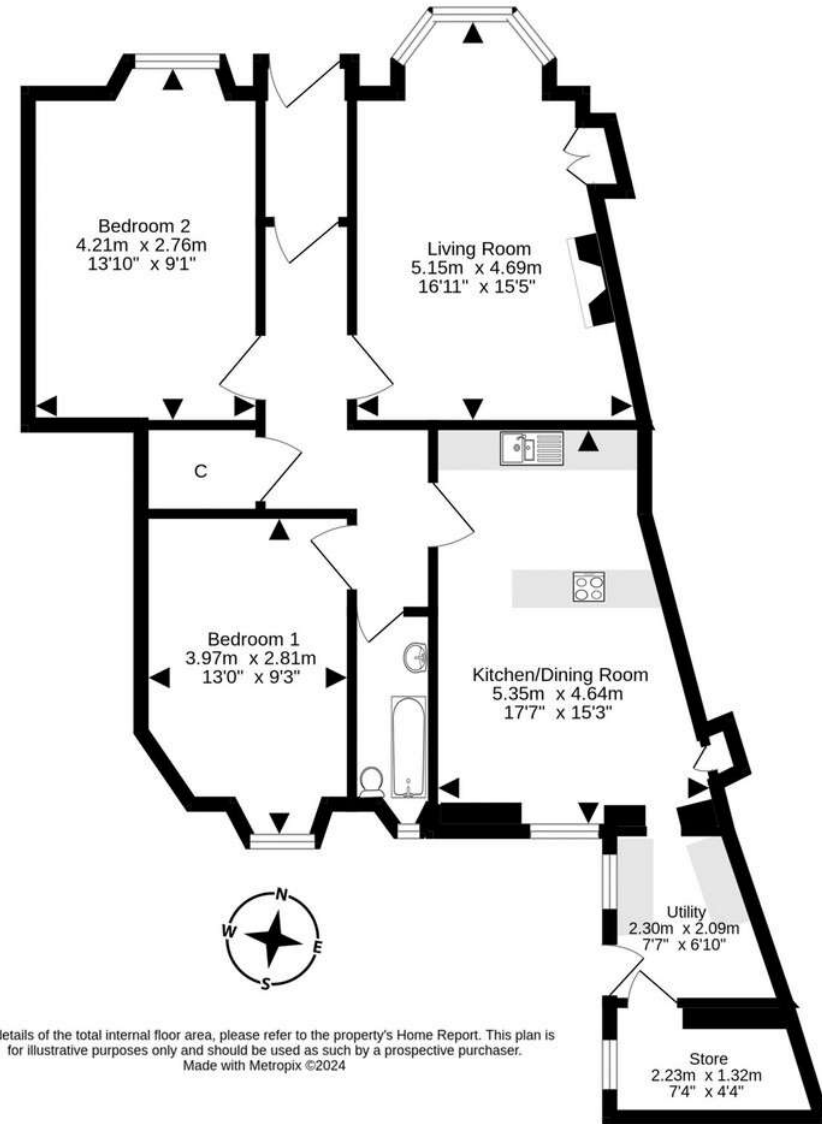 Bedroom 2
4.21m x 2.76m
13'10" x 9'1"
Living Room
5.15m x 4.69m
16'11" x 15'5"
C
Bedroom 1
3.97m x 2.81m
13'0" x 9'3"
Kitchen/Dining Room
5.35m x 4.64m
17'7" x 15'3"
N
W
E
S
Utility
2.30m x 2.09m
7'7" x 6'10"
Store
2.23m x 1.32m
7'4" x 4'4"
details of the total internal floor area, please refer to the property's Home Report. This plan is
for illustrative purposes only and should be used as such by a prospective purchaser.
Made with Metropix ©2024